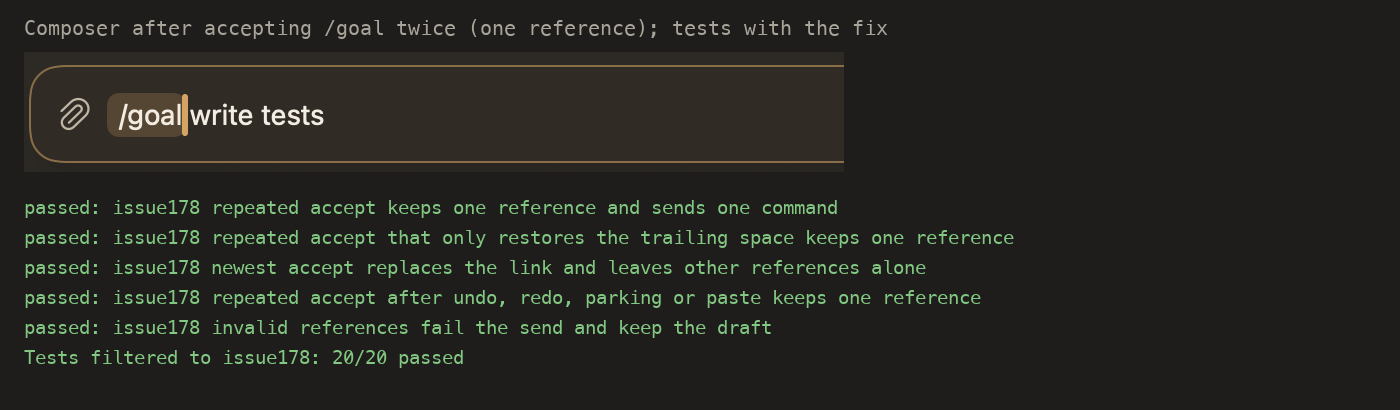 Composer after accepting /goal twice (one reference); tests with the fix
/goal write tests
passed: issue178 repeated accept keeps one reference and sends one command
passed: issue178 repeated accept that only restores the trailing space keeps one reference
passed: issue178 newest accept replaces the link and leaves other references alone
passed: issue178 repeated accept after undo, redo, parking or paste keeps one reference
passed: issue178 invalid references fail the send and keep the draft
Tests filtered to issue178: 20/20 passed